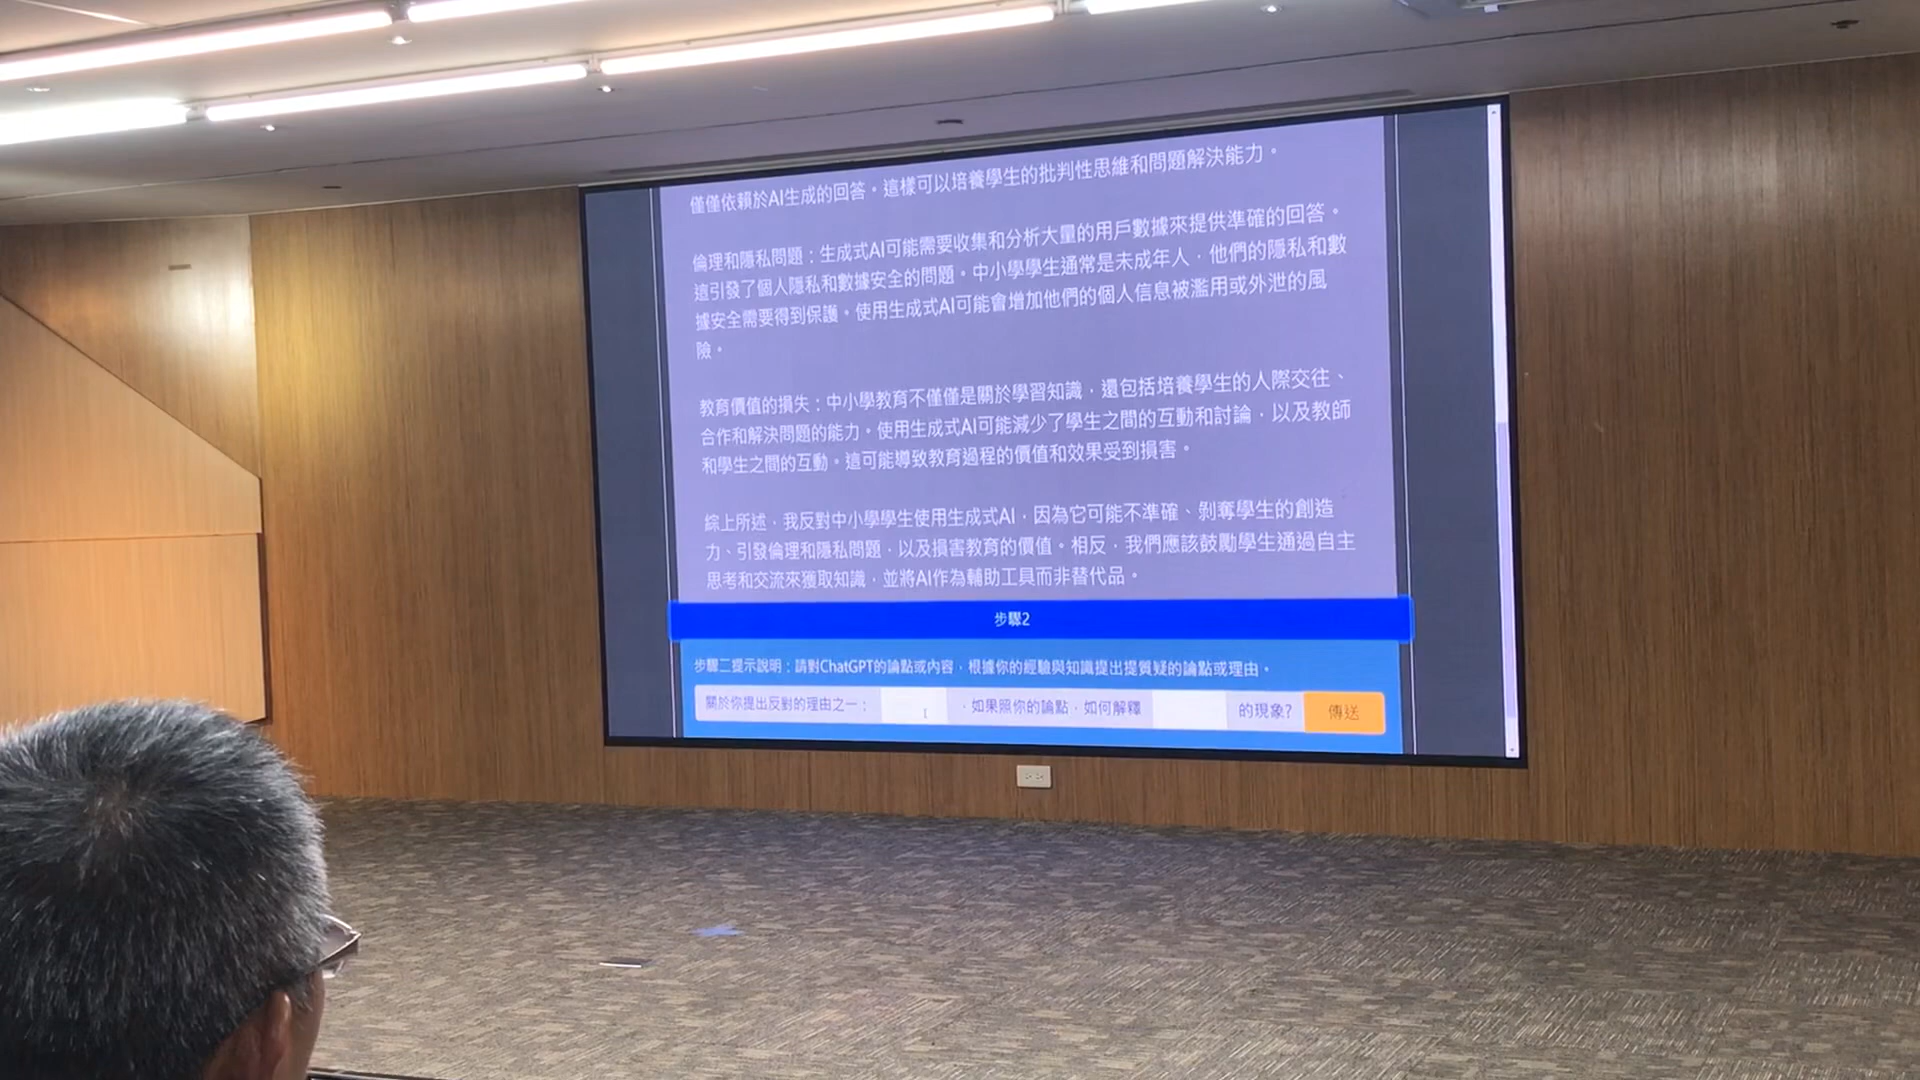 僅僅依賴於AI生成的回答。這樣可以培養學生的批判性思維和問題解決能力。
倫理和隱私問題：生成式AI可能需要收集和分析大量的用戶數據來提供準確的回答。
這引發了個人隱私和數據安全的問題。中小學學生通常是未成年人，他們的隱私和數
據安全需要得到保護。使用生成式AI可能會增加他們的個人信息被濫用或外泄的風
險。
教育價值的損失：中小學教育不僅僅是關於學習知識，還包括培養學生的人際交往、
合作和解決問題的能力。使用生成式AI可能減少了學生之間的互動和討論，以及教師
和學生之間的互動。這可能導致教育過程的價值和效果受到損害。
綜上所述，我反對中小學學生使用生成式AI，因為它可能不準確、剝奪學生的創造
力、引發倫理和隱私問題，以及損害教育的價值。相反，我們應該鼓勵學生通過自主
思考和交流來獲取知識，並將AI作為輔助工具而非替代品。
步驟2
步驟二提示說明：請對ChatGPT的論點或內容，根據你的經驗與知識提出提質疑的論點或理由。
關於你提出反對的理由之一： ，如果照你的論點，如何解釋 的現象? 傳送